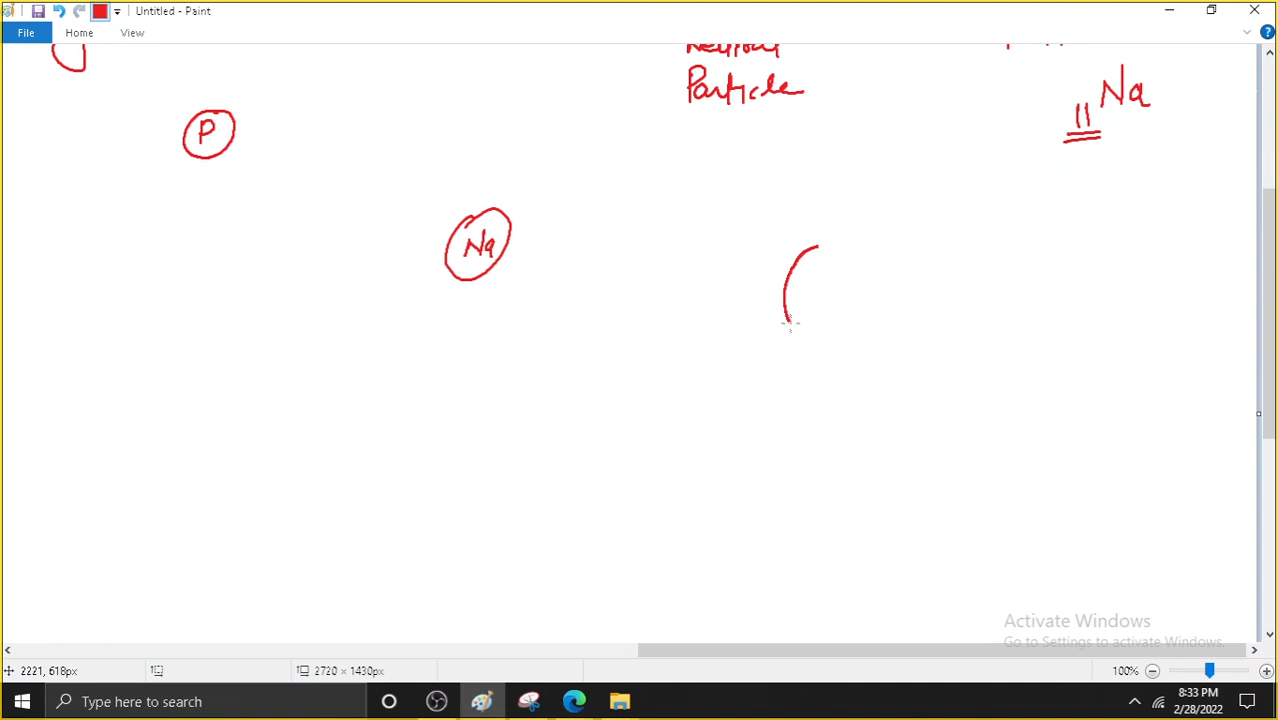 Untitled - Paint
File
Home
View
Particle
Na
11
P
Na
Activate Windows
Go to Settings to activate Windows.
2221, 618px
2720 × 1430px
100%
Type here to search
8:33 PM
2/28/2022